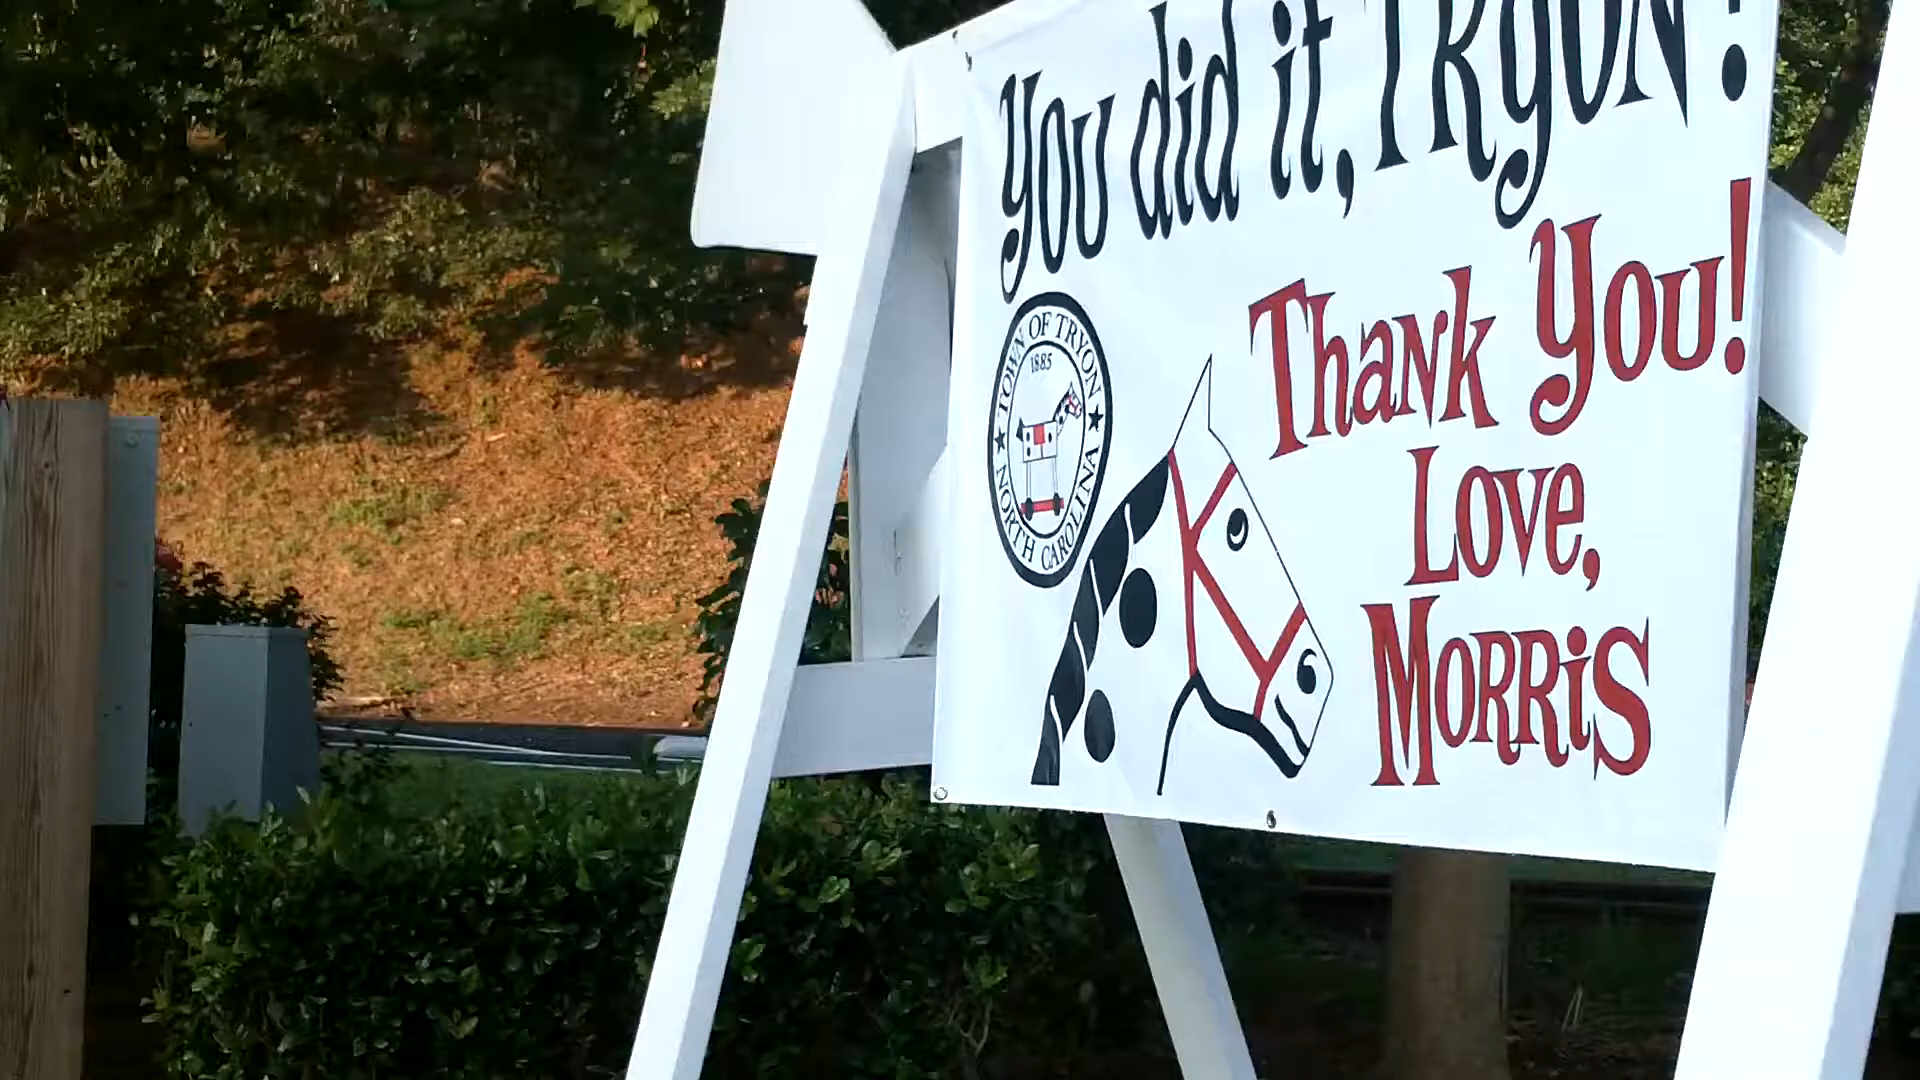 You did it, TRyON!
Thank You!
Love,
MORRiS
TOWN OF TRYON
1885
NORTH CAROLINA